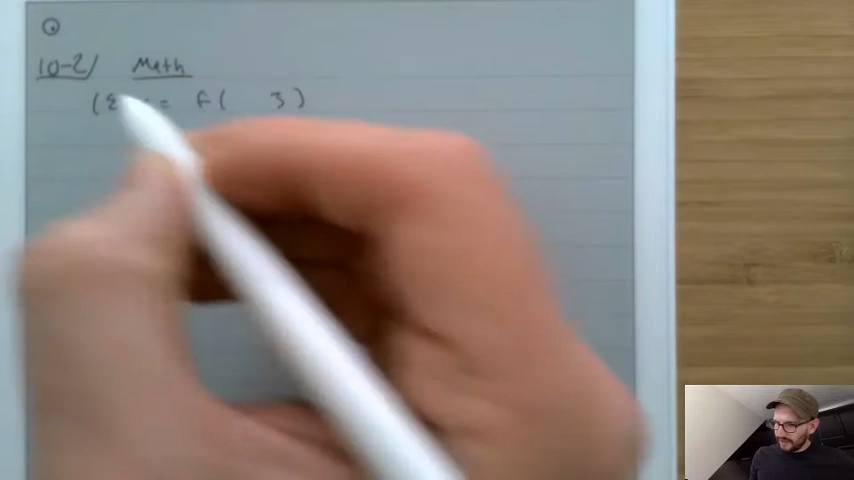 10-2/ Math
(Σ = f( 3)